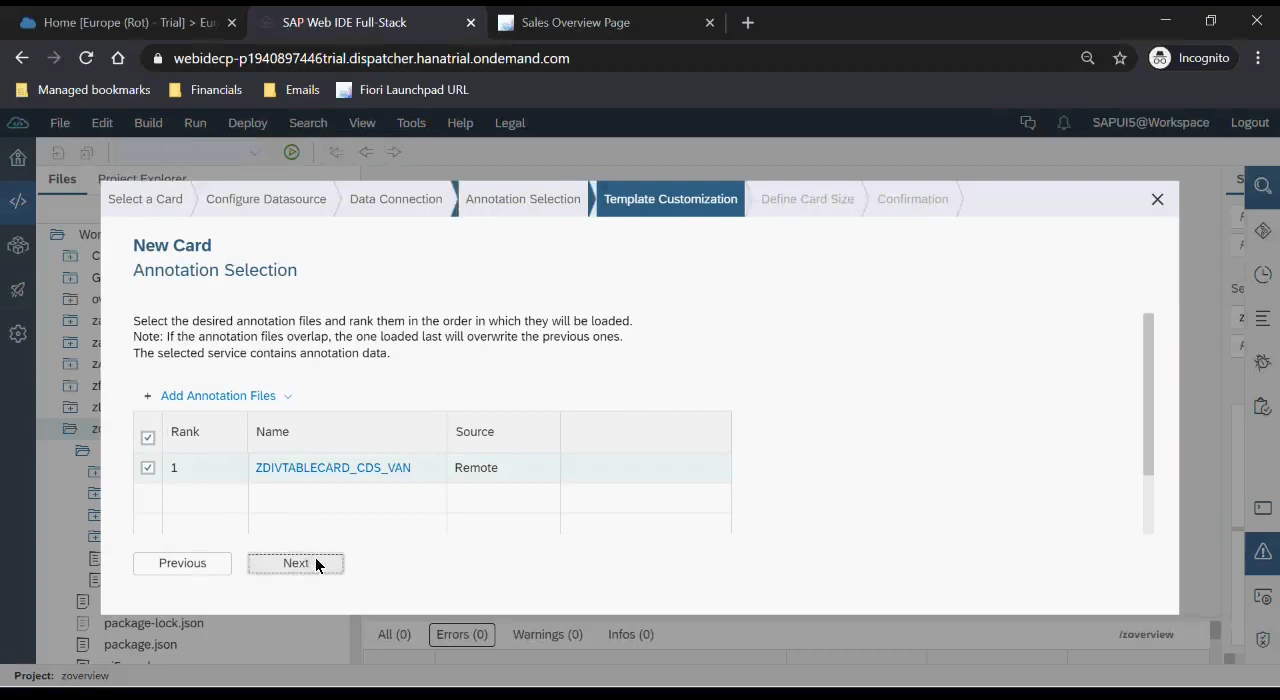 Home [Europe (Rot) - Trial] > Eur
SAP Web IDE Full-Stack
Sales Overview Page
webidecp-p1940897446trial.dispatcher.hanatrial.ondemand.com
Incognito
Managed bookmarks
Financials
Emails
Fiori Launchpad URL
File Edit Build Run Deploy Search View Tools Help Legal
SAPUI5@Workspace Logout
Files Project Explorer
Select a Card
Configure Datasource
Data Connection
Annotation Selection
Template Customization
Define Card Size
Confirmation
New Card
Annotation Selection
Select the desired annotation files and rank them in the order in which they will be loaded.
Note: If the annotation files overlap, the one loaded last will overwrite the previous ones.
The selected service contains annotation data.
+ Add Annotation Files
Rank Name Source
1 ZDIVTABLECARD_CDS_VAN Remote
Previous Next
package-lock.json
package.json
All (0) Errors (0) Warnings (0) Infos (0)
/zoverview
Project: zoverview